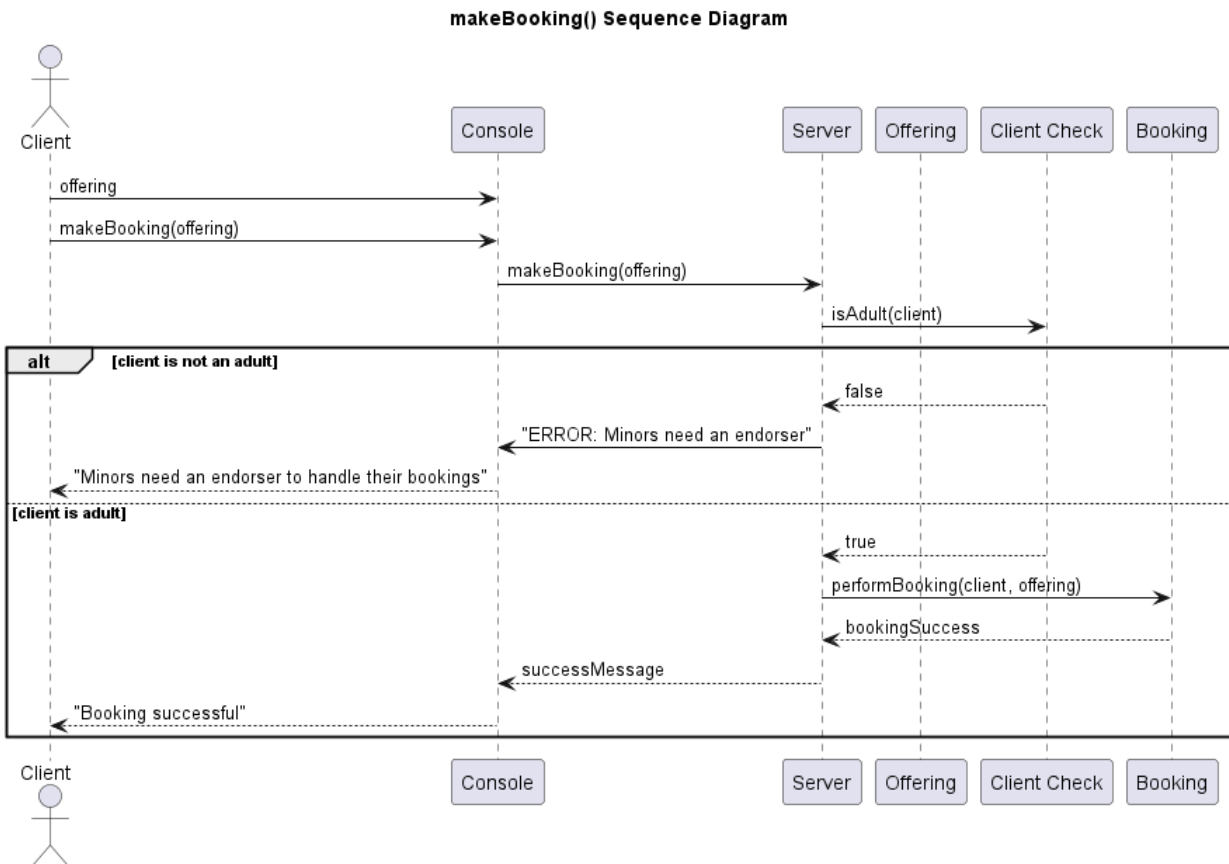 makeBooking() Sequence Diagram
Client
Console
Server
Offering
Client Check
Booking
offering
makeBooking(offering)
makeBooking(offering)
isAdult(client)
alt
[client is not an adult]
false
"ERROR: Minors need an endorser"
"Minors need an endorser to handle their bookings"
[client is adult]
true
performBooking(client, offering)
bookingSuccess
successMessage
"Booking successful"
Client
Console
Server
Offering
Client Check
Booking